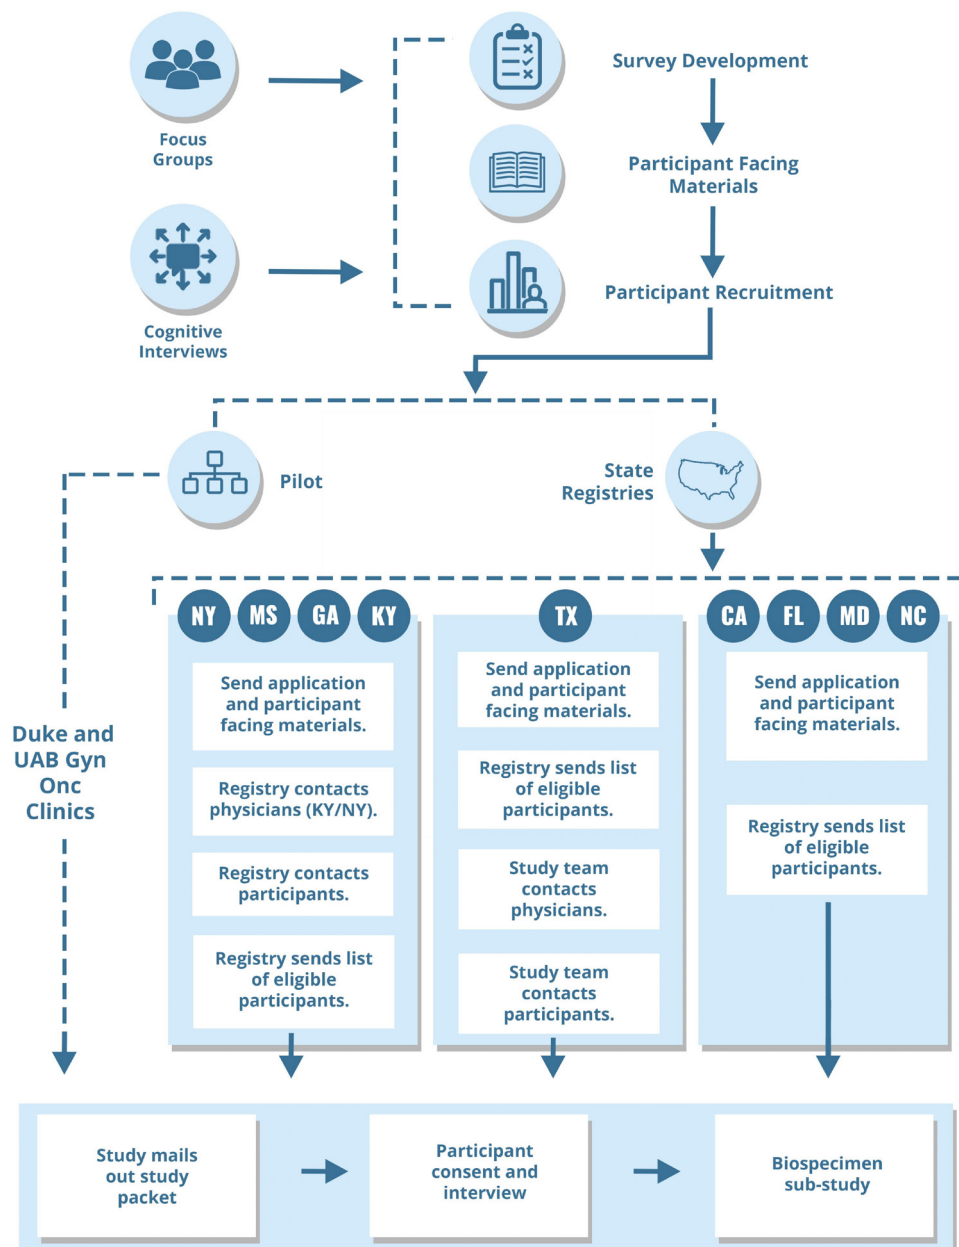 Focus
Groups
Cognitive
Interviews
Survey Development
Participant Facing
Materials
Participant Recruitment
Pilot
State
Registries
Duke and
UAB Gyn
Onc
Clinics
NY MS GA KY
Send application
and participant
facing materials.
Registry contacts
physicians (KY/NY).
Registry contacts
participants.
Registry sends list
of eligible
participants.
TX
Send application
and participant
facing materials.
Registry sends list
of eligible
participants.
Study team
contacts
physicians.
Study team
contacts
participants.
CA FL MD NC
Send application
and participant
facing materials.
Registry sends list
of eligible
participants.
Study mails
out study
packet
Participant
consent and
interview
Biospecimen
sub-study